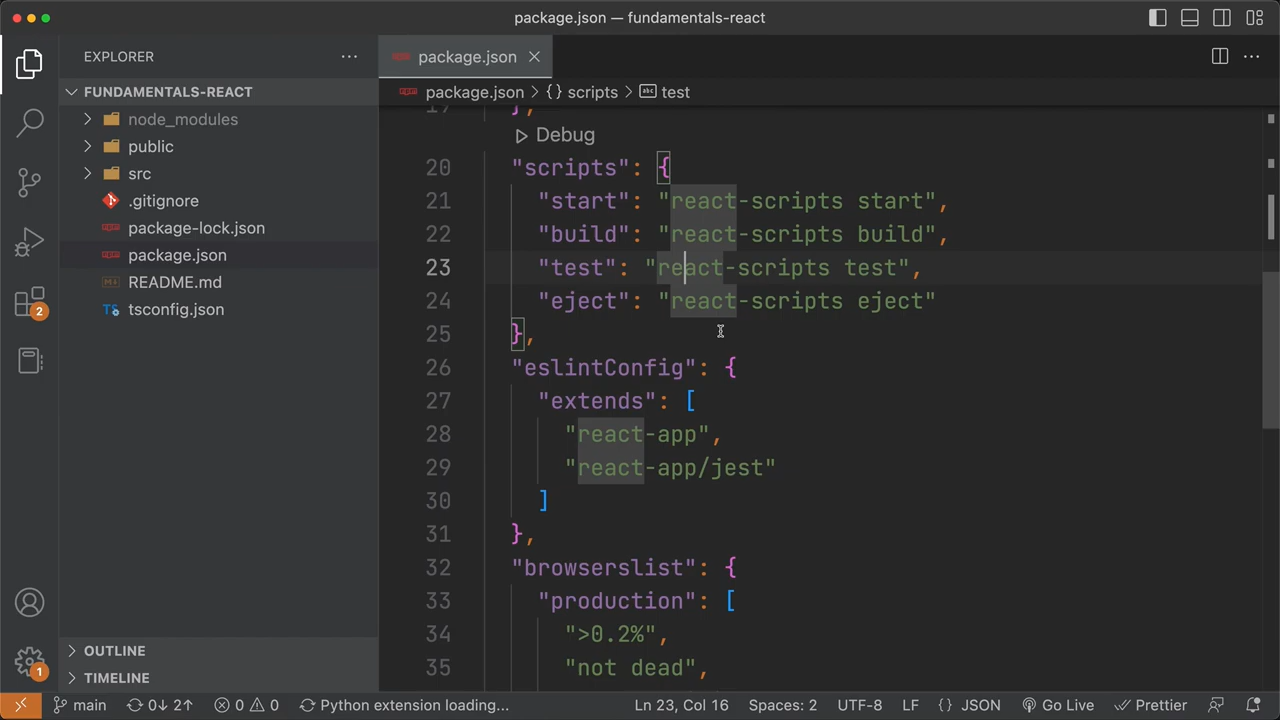 package.json — fundamentals-react
EXPLORER
FUNDAMENTALS-REACT
node_modules
public
src
.gitignore
package-lock.json
package.json
README.md
TS tsconfig.json
OUTLINE
TIMELINE
2
1
package.json
package.json > {} scripts > abc test
19 },
Debug
20 "scripts": {
21 "start": "react-scripts start",
22 "build": "react-scripts build",
23 "test": "react-scripts test",
24 "eject": "react-scripts eject"
25 },
26 "eslintConfig": {
27 "extends": [
28 "react-app",
29 "react-app/jest"
30 ]
31 },
32 "browserslist": {
33 "production": [
34 ">0.2%",
35 "not dead",
main 0↓ 2↑ 0 0 Python extension loading... Ln 23, Col 16 Spaces: 2 UTF-8 LF {} JSON Go Live Prettier